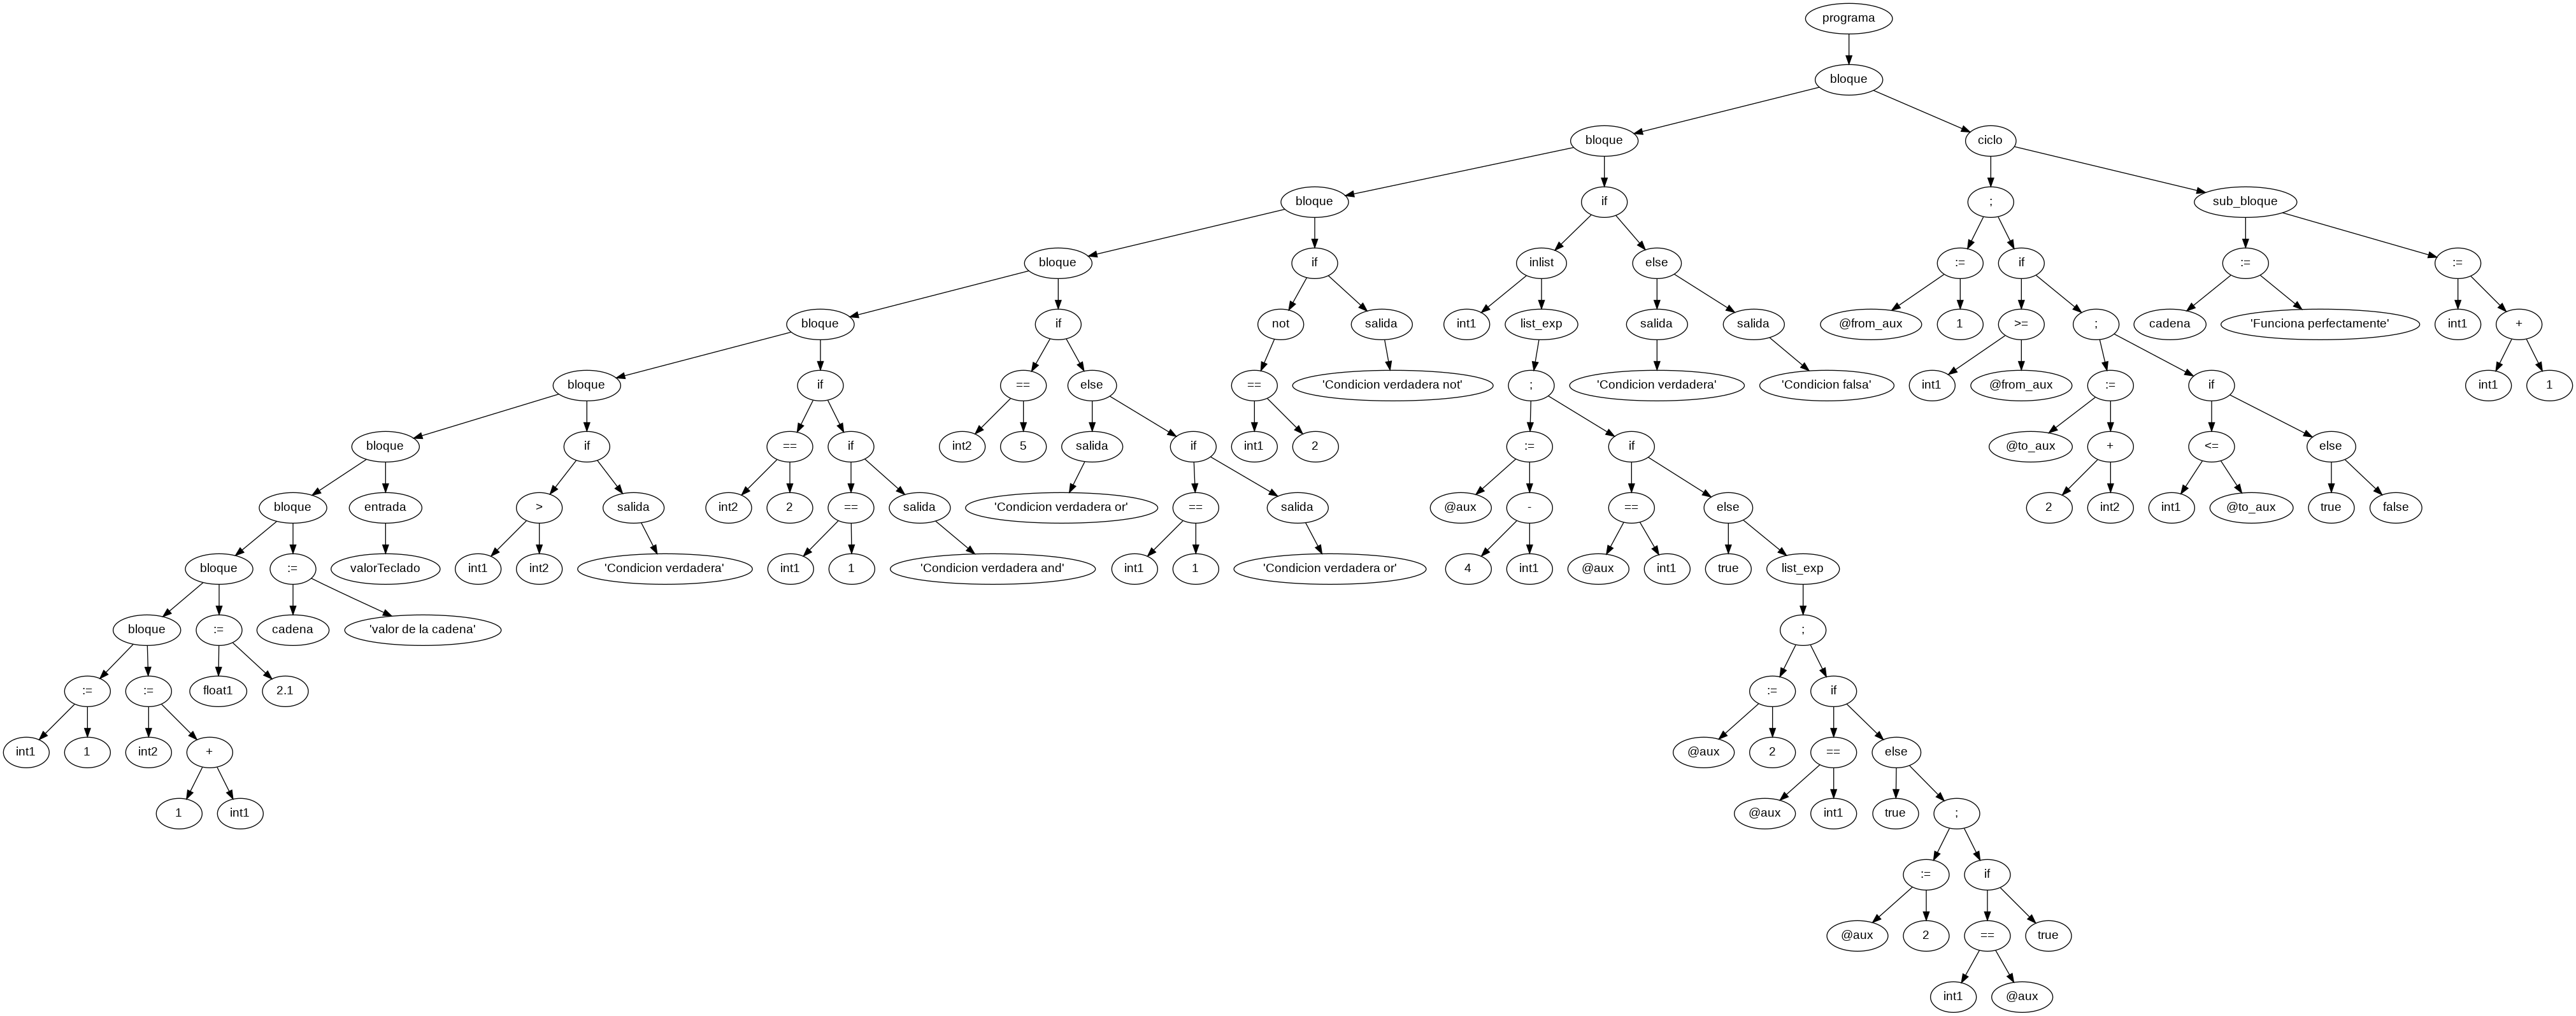 programa
bloque
bloque
ciclo
bloque
if
;
sub_bloque
bloque
if
inlist
else
:=
if
:=
:=
bloque
if
not
salida
int1
list_exp
salida
salida
@from_aux
1
>=
;
cadena
'Funciona perfectamente'
int1
+
bloque
if
==
else
==
'Condicion verdadera not'
;
'Condicion verdadera'
'Condicion falsa'
int1
@from_aux
:=
if
int1
1
bloque
if
==
if
int2
5
salida
if
int1
2
:=
if
@to_aux
+
<=
else
bloque
entrada
>
salida
int2
2
==
salida
'Condicion verdadera or'
==
salida
@aux
-
==
else
2
int2
int1
@to_aux
true
false
bloque
:=
valorTeclado
int1
int2
'Condicion verdadera'
int1
1
'Condicion verdadera and'
int1
1
'Condicion verdadera or'
4
int1
@aux
int1
true
list_exp
bloque
:=
cadena
'valor de la cadena'
;
:=
:=
float1
2.1
:=
if
int1
1
int2
+
@aux
2
==
else
1
int1
@aux
int1
true
;
:=
if
@aux
2
==
true
int1
@aux